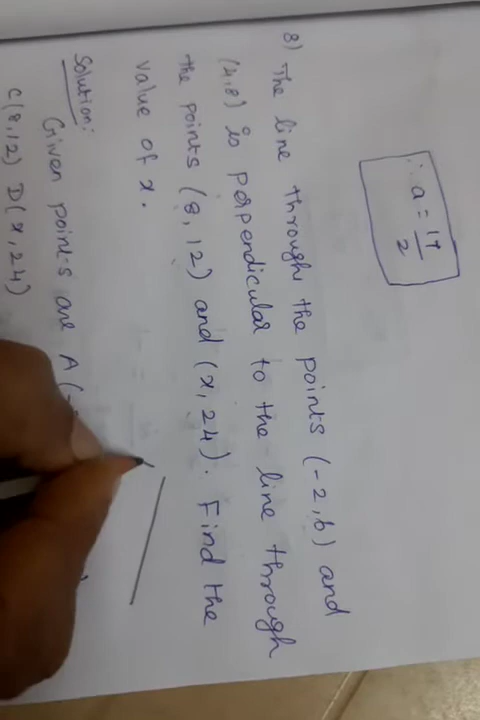 ∴ a = 17/2
8) The line through the points (-2, 6) and
(4,8) is perpendicular to the line through
the points (8, 12) and (x, 24). Find the
value of x.
Solution:
Given points are A(-
C(8,12) D(x,24)